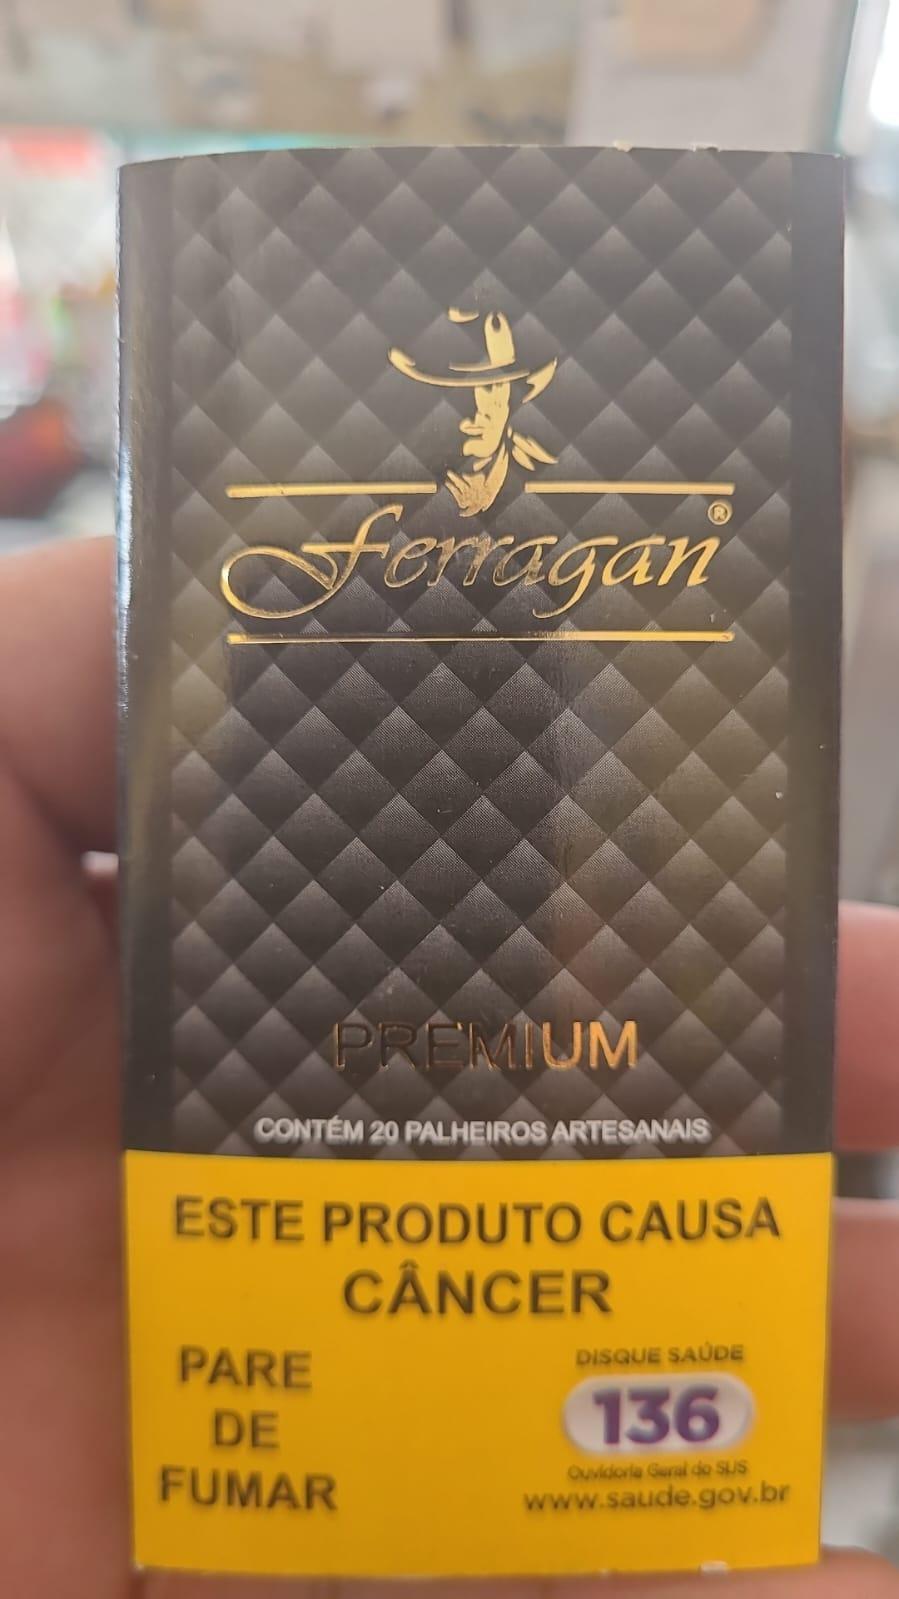 Ferragan®
PREMIUM
CONTÉM 20 PALHEIROS ARTESANAIS
ESTE PRODUTO CAUSA
CÂNCER
PARE
DE
FUMAR
DISQUE SAÚDE
136
Ouvidoria Geral do SUS
www.saude.gov.br